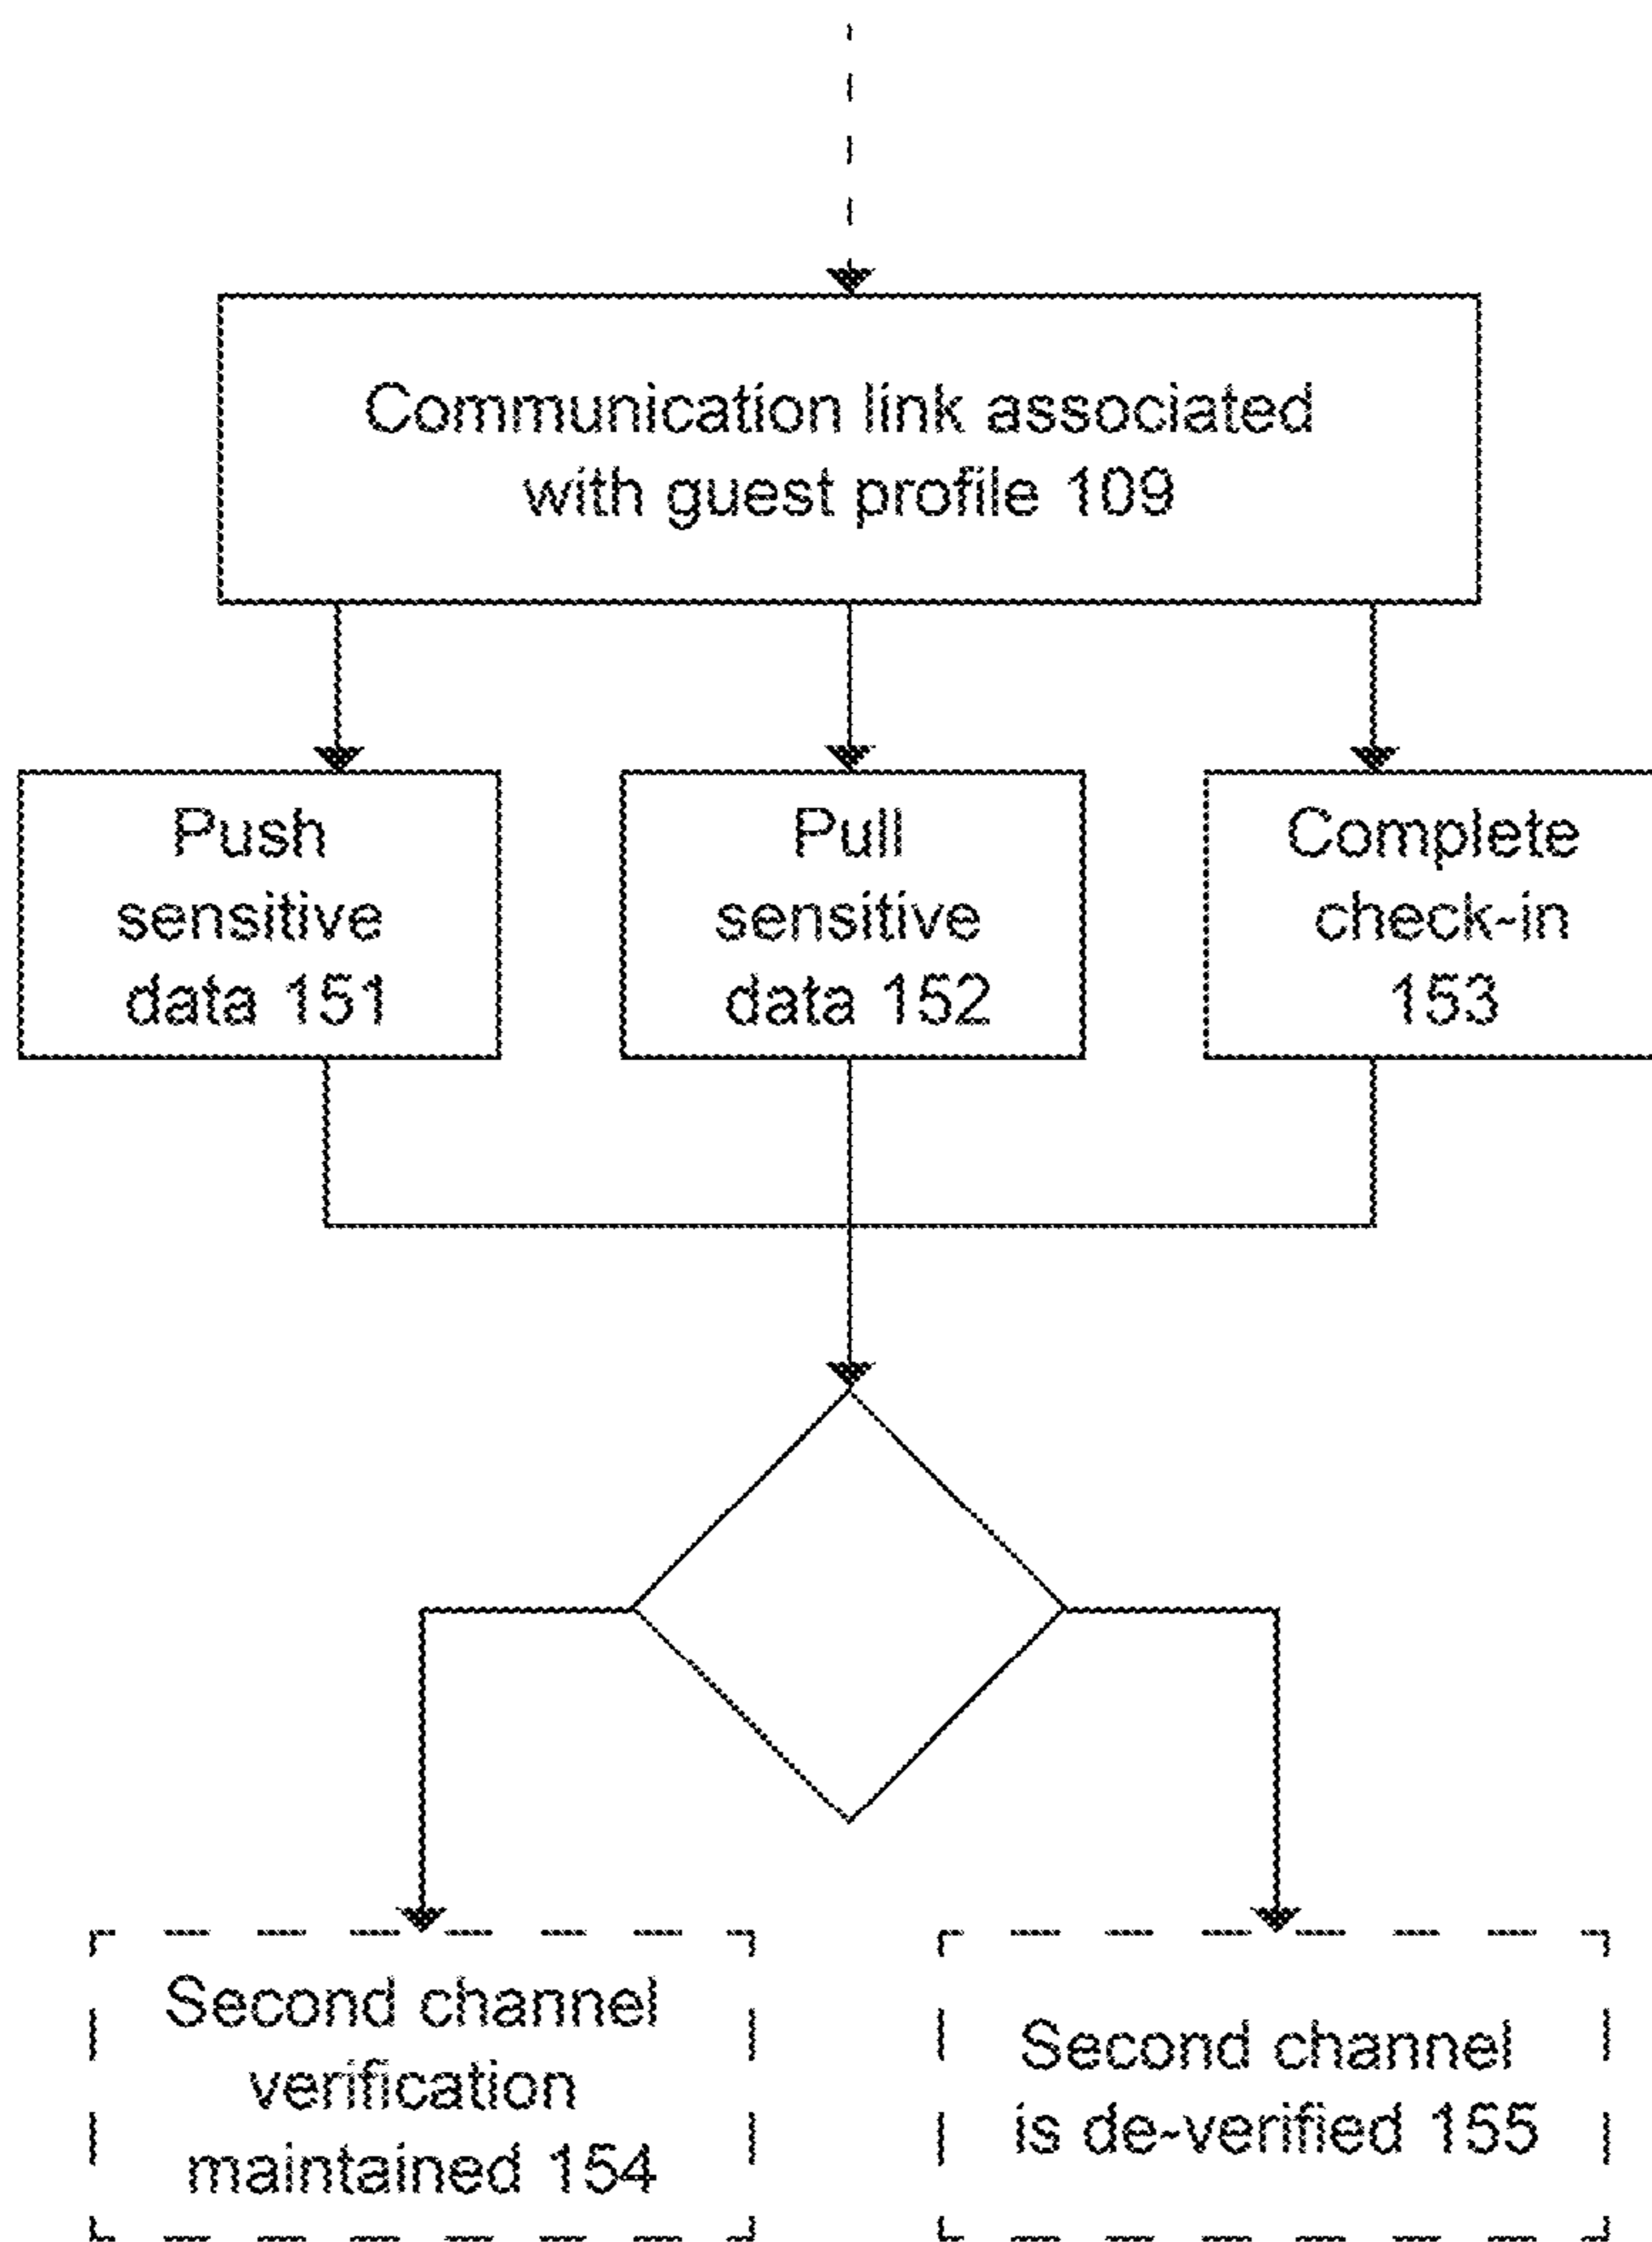 Communication link associated
with guest profile 109
Push
sensitive
data 151
Pull
sensitive
data 152
Complete
check-in
153
Second channel
verification
maintained 154
Second channel
is de-verified 155